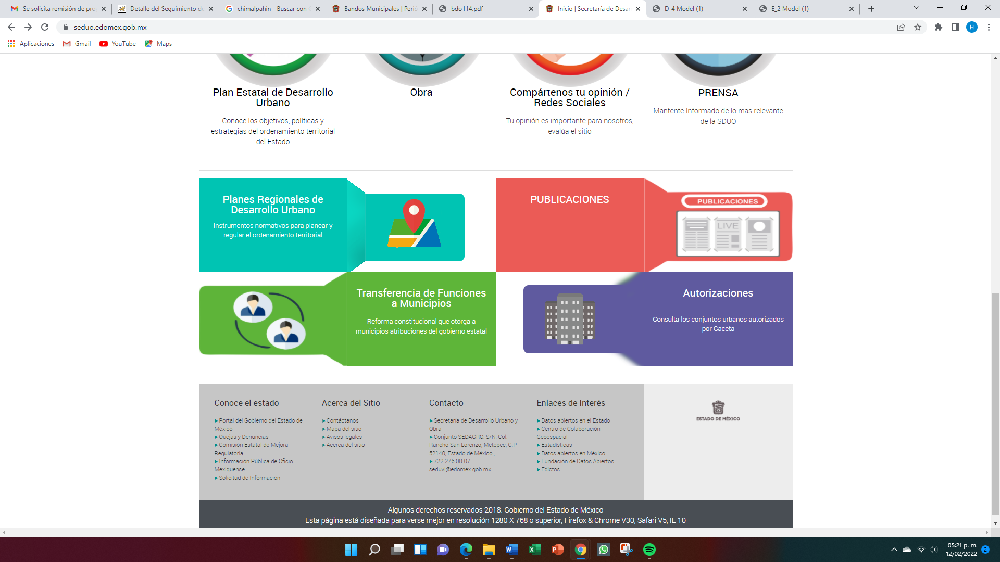 Se solicita remisión de pro
Detalle del Seguimiento de
chimalpahin - Buscar con
Bandos Municipales | Perió
bdo114.pdf
Inicio | Secretaría de Desar
D-4 Model (1)
E_2 Model (1)
seduo.edomex.gob.mx
H
Aplicaciones
Gmail
YouTube
Maps
Plan Estatal de Desarrollo
Urbano
Conoce los objetivos, políticas y
estrategias del ordenamiento territorial
del Estado
Obra
Compártenos tu opinión /
Redes Sociales
Tu opinión es importante para nosotros,
evalúa el sitio
PRENSA
Mantente Informado de lo mas relevante
de la SDUO
Planes Regionales de
Desarrollo Urbano
Instrumentos normativos para planear y
regular el ordenamiento territorial
PUBLICACIONES
PUBLICACIONES
LIVE
Transferencia de Funciones
a Municipios
Reforma constitucional que otorga a
municipios atribuciones del gobierno estatal
Autorizaciones
Consulta los conjuntos urbanos autorizados
por Gaceta
Conoce el estado
Portal del Gobierno del Estado de
México
Quejas y Denuncias
Comisión Estatal de Mejora
Regulatoria
Información Pública de Oficio
Mexiquense
Solicitud de Información
Acerca del Sitio
Contáctanos
Mapa del sitio
Avisos legales
Acerca del sitio
Contacto
Secretaría de Desarrollo Urbano y
Obra
Conjunto SEDAGRO, S/N, Col.
Rancho San Lorenzo, Metepec, C.P
52140, Estado de México ,
722 276 00 07
seduvi@edomex.gob.mx
Enlaces de Interés
Datos abiertos en el Estado
Centro de Colaboración
Geoespacial
Estadísticas
Datos abiertos en México
Fundación de Datos Abiertos
Edictos
ESTADO DE MÉXICO
Algunos derechos reservados 2018. Gobierno del Estado de México
Esta página está diseñada para verse mejor en resolución 1280 X 768 o superior, Firefox & Chrome V30, Safari V5, IE 10
05:21 p. m.
12/02/2022
2